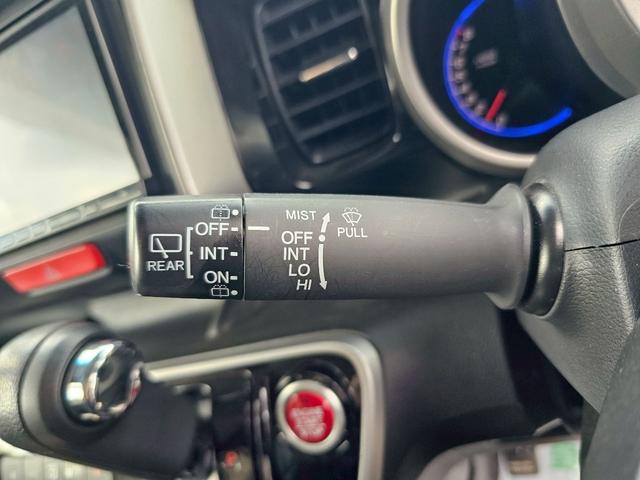 OFF
INT
ON
REAR
MIST
PULL
OFF
INT
LO
HI